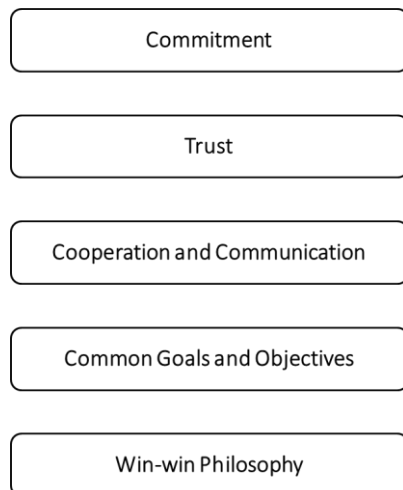 Commitment
Trust
Cooperation and Communication
Common Goals and Objectives
Win-win Philosophy